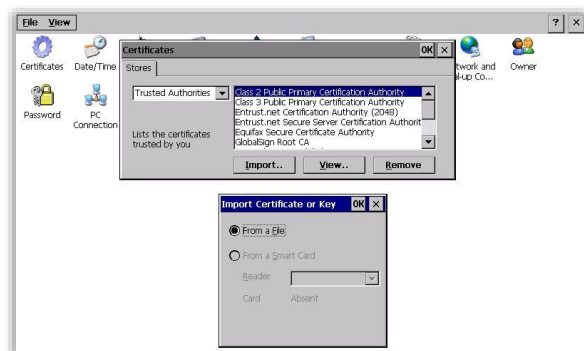 File View
? ×
Certificates
Date/Time
Certificates OK ×
Stores
Trusted Authorities
Lists the certificates
trusted by you
Class 2 Public Primary Certification Authority
Class 3 Public Primary Certification Authority
Entrust.net Certification Authority (2048)
Entrust.net Secure Server Certification Authorit
Equifax Secure Certificate Authority
GlobalSign Root CA
Import.. View.. Remove
twork and
al-up Co...
Owner
Password
PC
Connection
Import Certificate or Key OK ×
From a File
From a Smart Card
Reader
Card Absent